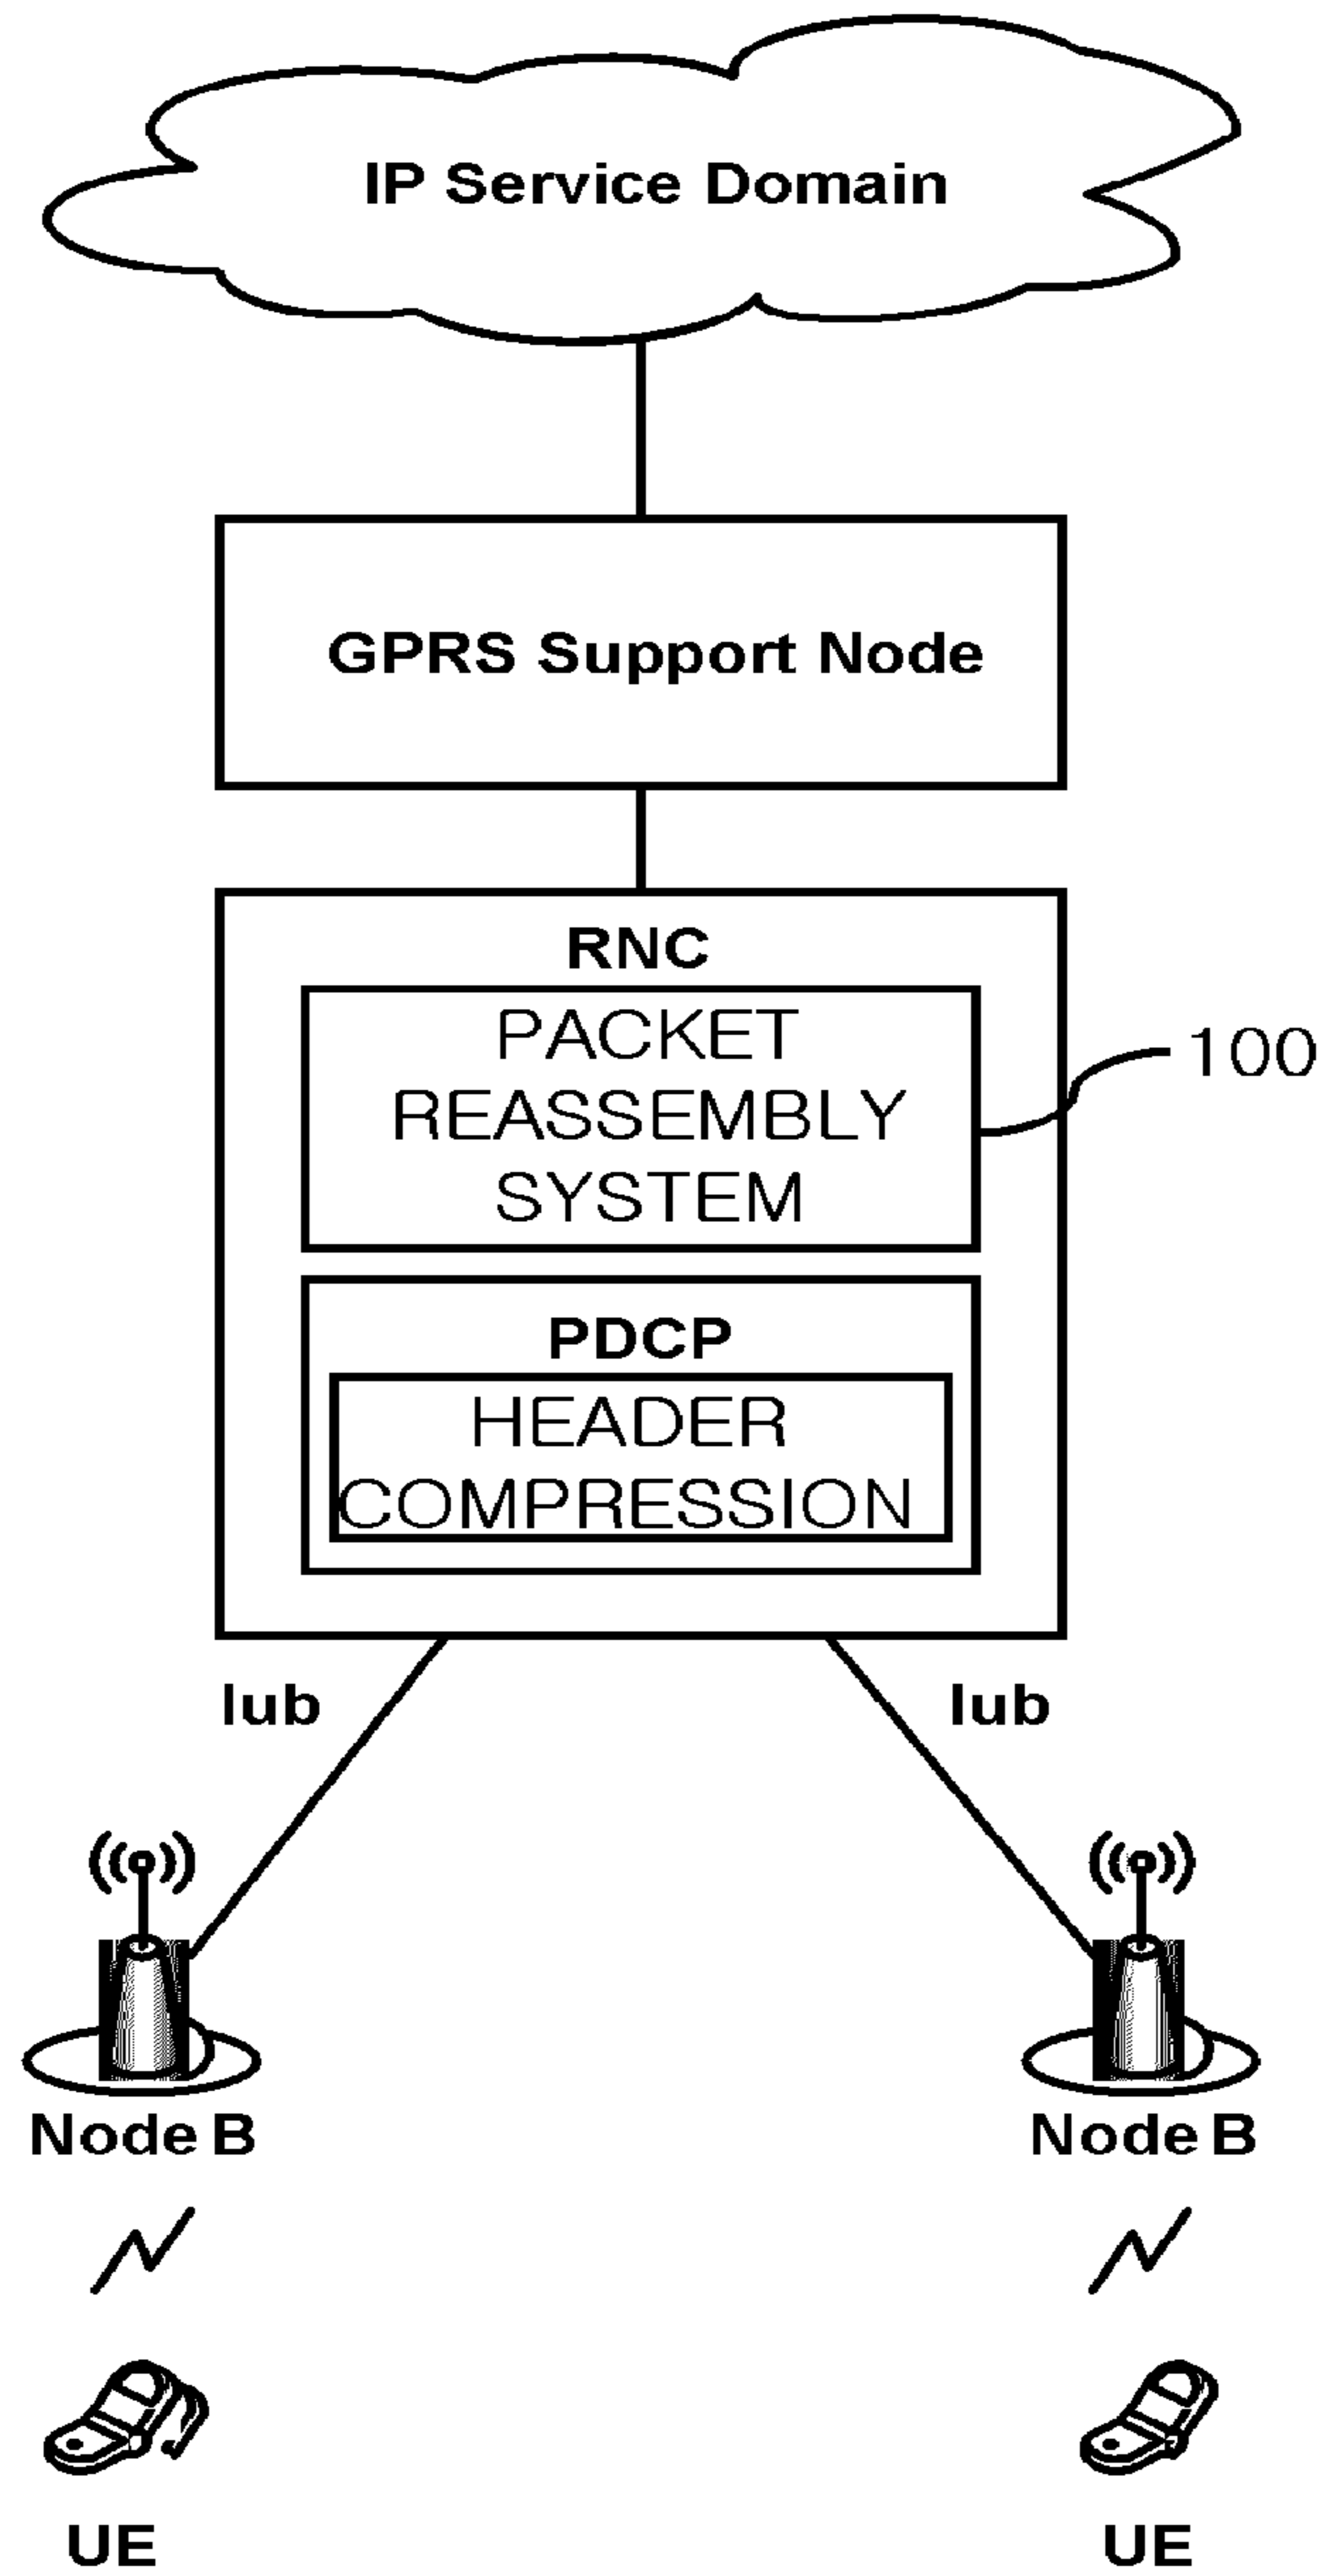 IP Service Domain
GPRS Support Node
RNC
PACKET
REASSEMBLY
SYSTEM
100
PDCP
HEADER
COMPRESSION
Iub
Iub
Node B
Node B
UE
UE